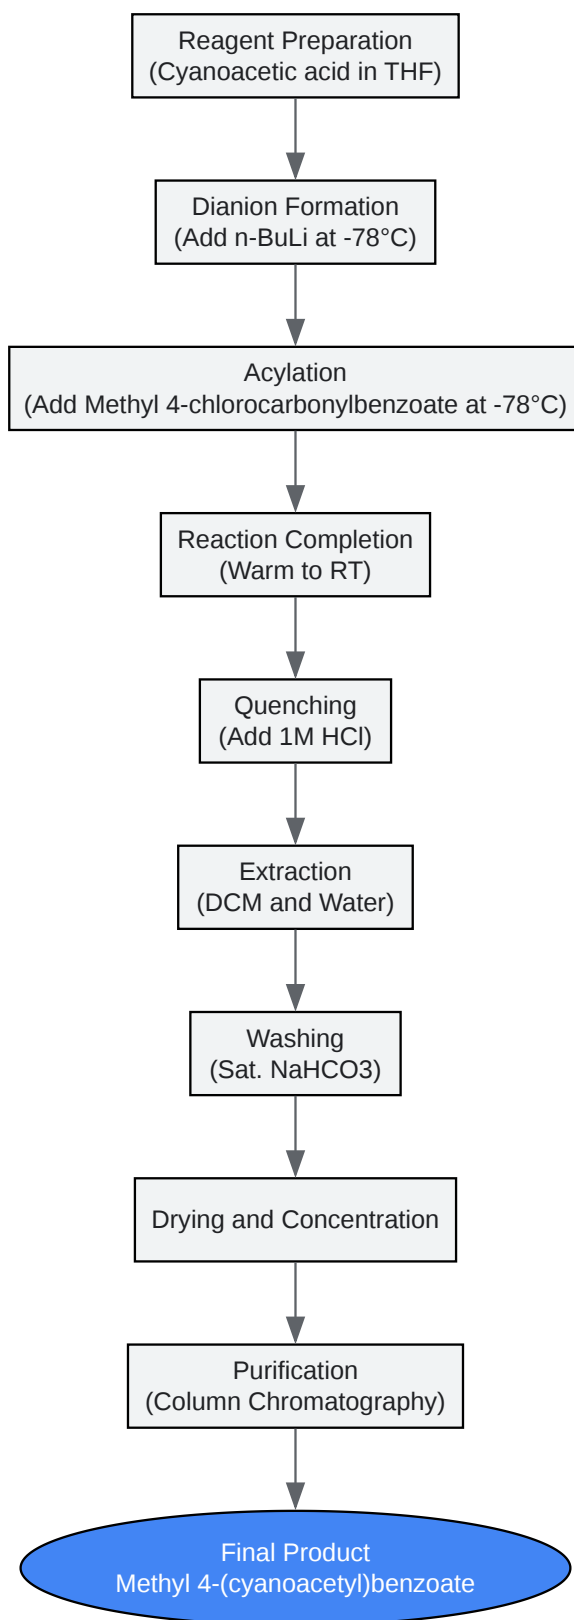 Reagent Preparation
(Cyanoacetic acid in THF)
Dianion Formation
(Add n-BuLi at -78°C)
Acylation
(Add Methyl 4-chlorocarbonylbenzoate at -78°C)
Reaction Completion
(Warm to RT)
Quenching
(Add 1M HCl)
Extraction
(DCM and Water)
Washing
(Sat. NaHCO3)
Drying and Concentration
Purification
(Column Chromatography)
Final Product
Methyl 4-(cyanoacetyl)benzoate